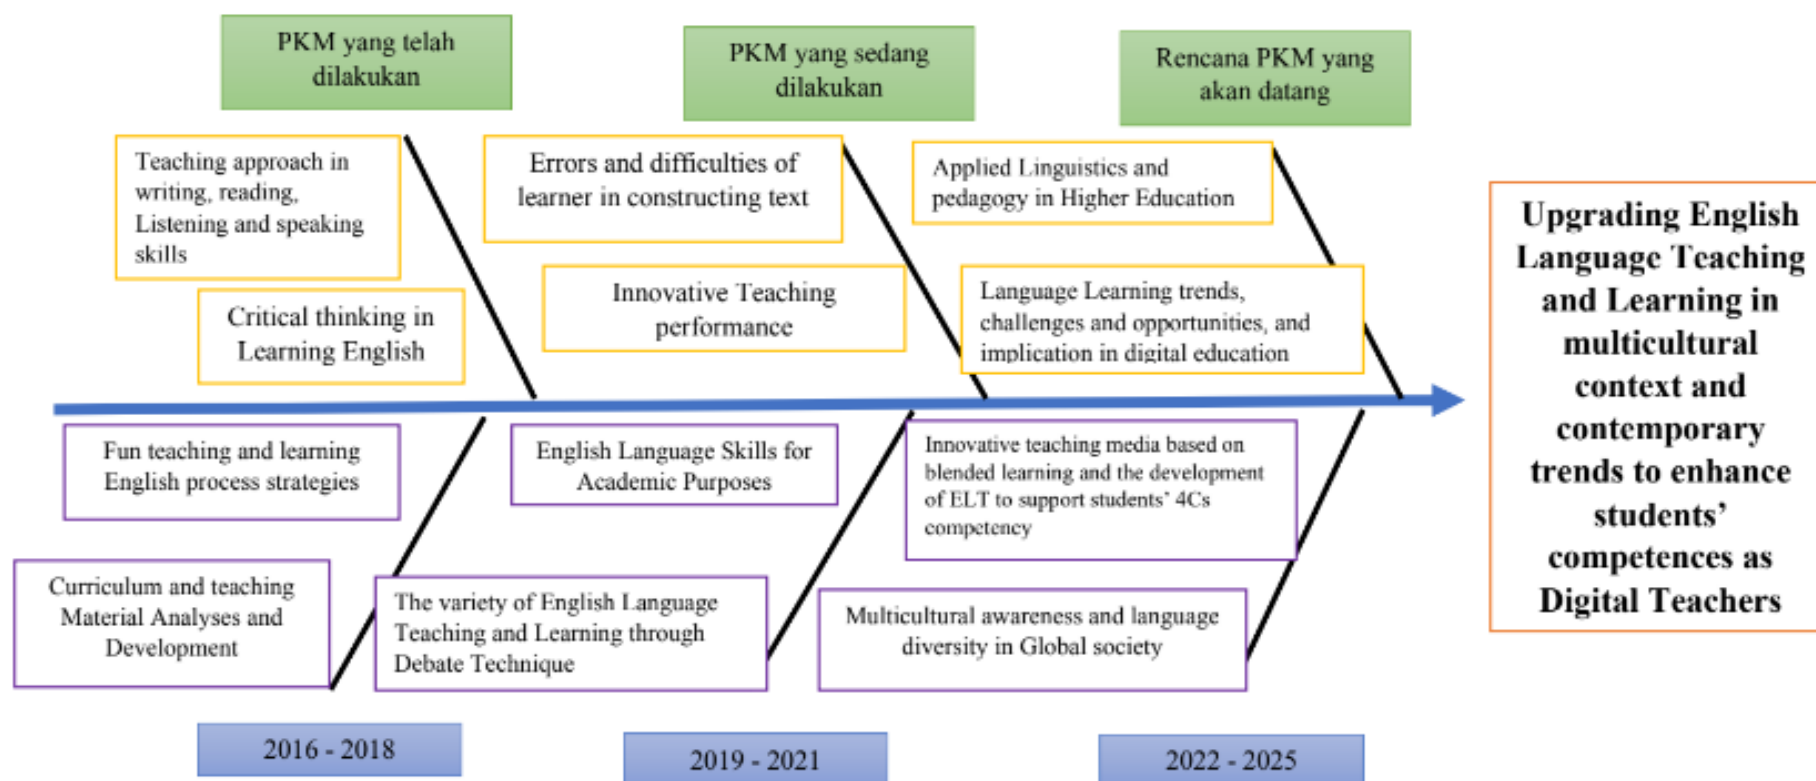 PKM yang telah
dilakukan
PKM yang sedang
dilakukan
Rencana PKM yang
akan datang
Teaching approach in
writing, reading,
Listening and speaking
skills
Critical thinking in
Learning English
Errors and difficulties of
learner in constructing text
Innovative Teaching
performance
Applied Linguistics and
pedagogy in Higher Education
Language Learning trends,
challenges and opportunities, and
implication in digital education
Fun teaching and learning
English process strategies
Curriculum and teaching
Material Analyses and
Development
English Language Skills for
Academic Purposes
The variety of English Language
Teaching and Learning through
Debate Technique
Innovative teaching media based on
blended learning and the development
of ELT to support students’ 4Cs
competency
Multicultural awareness and language
diversity in Global society
2016 - 2018
2019 - 2021
2022 - 2025
Upgrading English
Language Teaching
and Learning in
multicultural
context and
contemporary
trends to enhance
students’
competences as
Digital Teachers